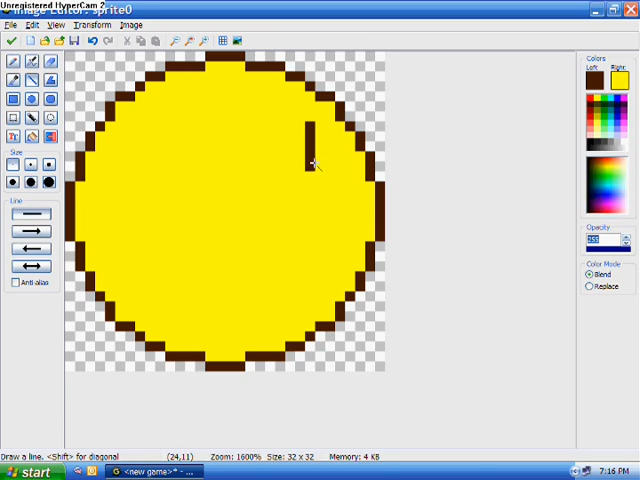 Unregistered HyperCam 2
Image Editor: sprite0
File Edit View Transform Image
Size
Line
Anti-alias
Colors
Left: Right:
Opacity
255
Color Mode
Blend
Replace
Draw a line. <Shift> for diagonal (24,11) Zoom: 1600% Size: 32 x 32 Memory: 4 KB
start <new game>* - ... 7:16 PM